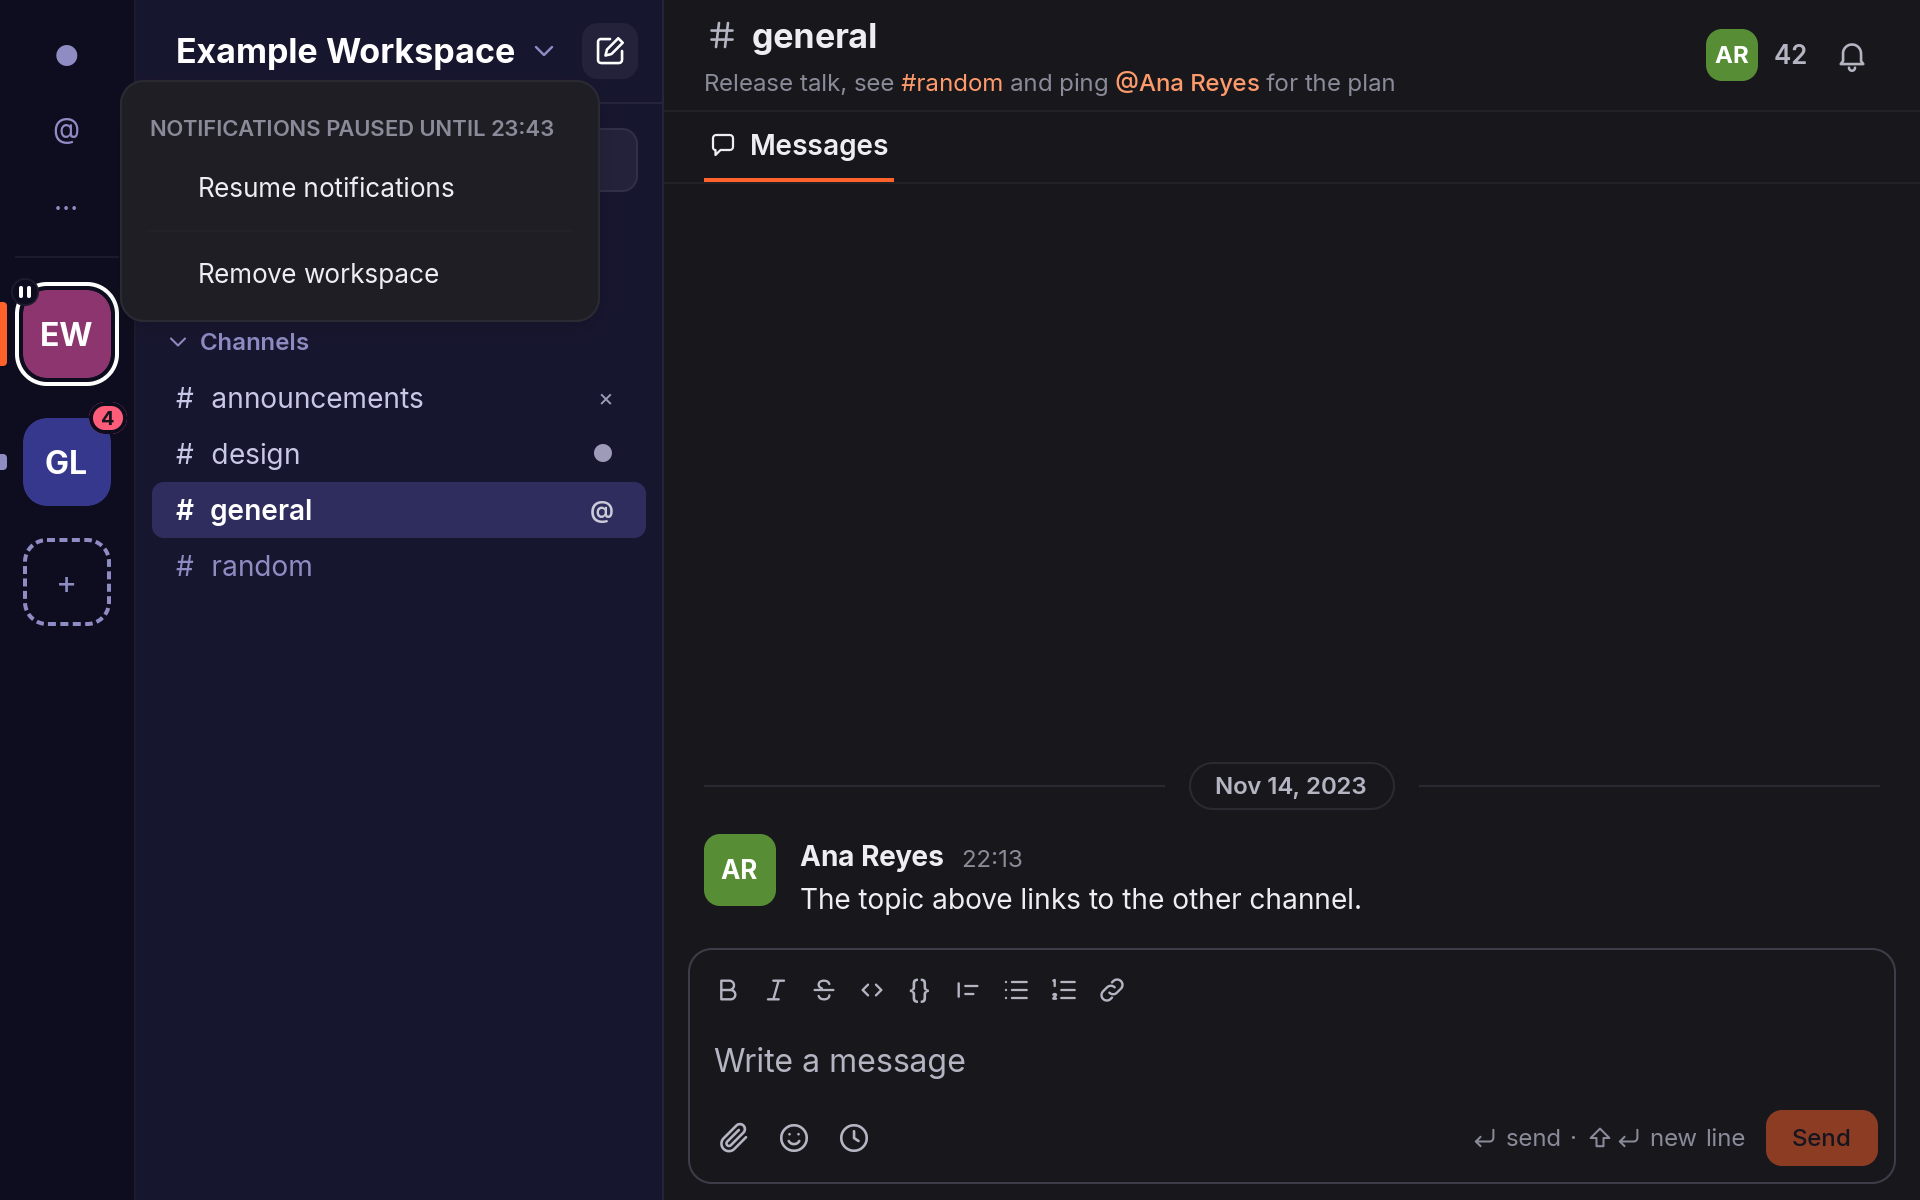 Example Workspace
@
NOTIFICATIONS PAUSED UNTIL 23:43
Resume notifications
Remove workspace
EW
4
GL
+
Channels
# announcements ×
# design
# general @
# random
# general
Release talk, see #random and ping @Ana Reyes for the plan
AR 42
Messages
Nov 14, 2023
AR
Ana Reyes 22:13
The topic above links to the other channel.
Write a message
send · new line
Send